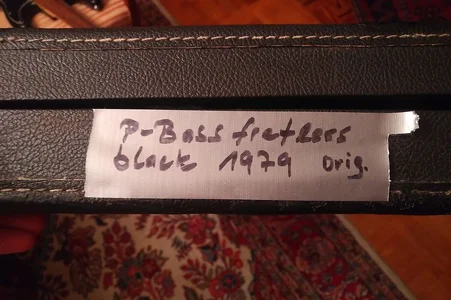 P-Bass fretless
black 1979 orig.